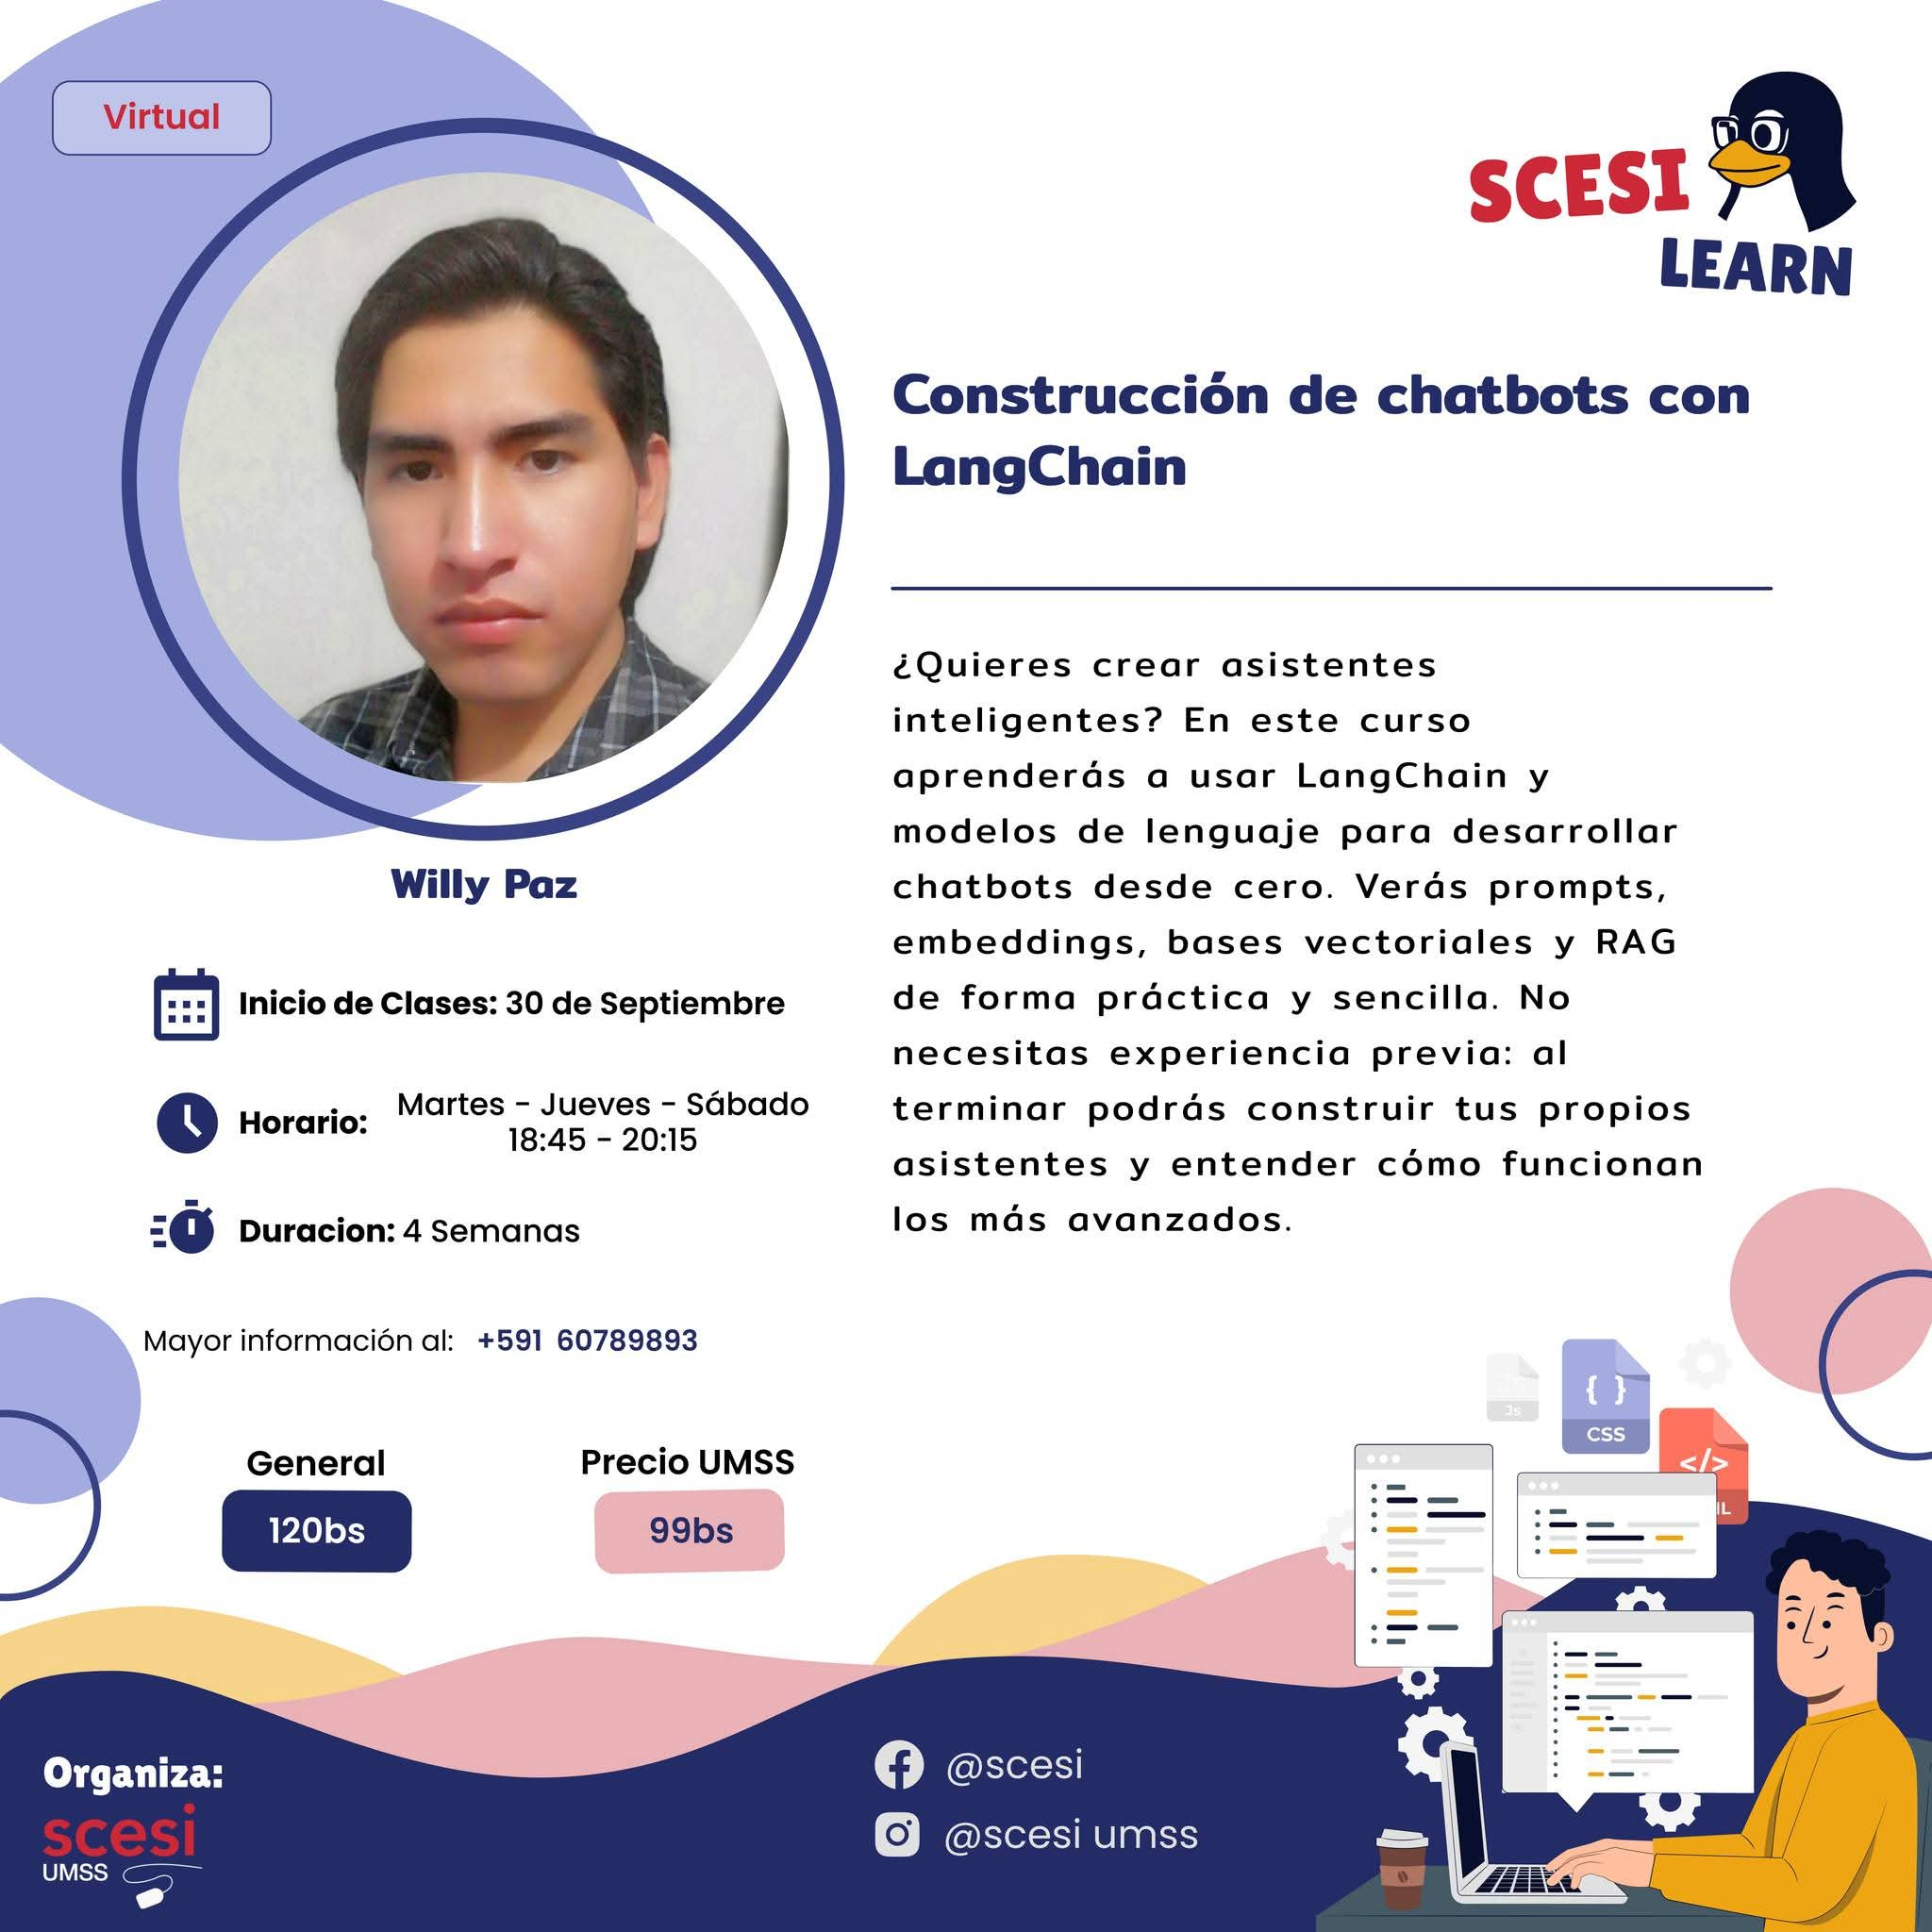 Virtual
SCESI
LEARN
Construcción de chatbots con
LangChain
¿Quieres crear asistentes
inteligentes? En este curso
aprenderás a usar LangChain y
modelos de lenguaje para desarrollar
chatbots desde cero. Verás prompts,
embeddings, bases vectoriales y RAG
de forma práctica y sencilla. No
necesitas experiencia previa: al
terminar podrás construir tus propios
asistentes y entender cómo funcionan
los más avanzados.
Willy Paz
Inicio de Clases: 30 de Septiembre
Horario: Martes - Jueves - Sábado
18:45 - 20:15
Duracion: 4 Semanas
Mayor información al: +591 60789893
General
120bs
Precio UMSS
99bs
JS
Js
{ }
CSS
</>
Organiza:
scesi
UMSS
@scesi
@scesi umss